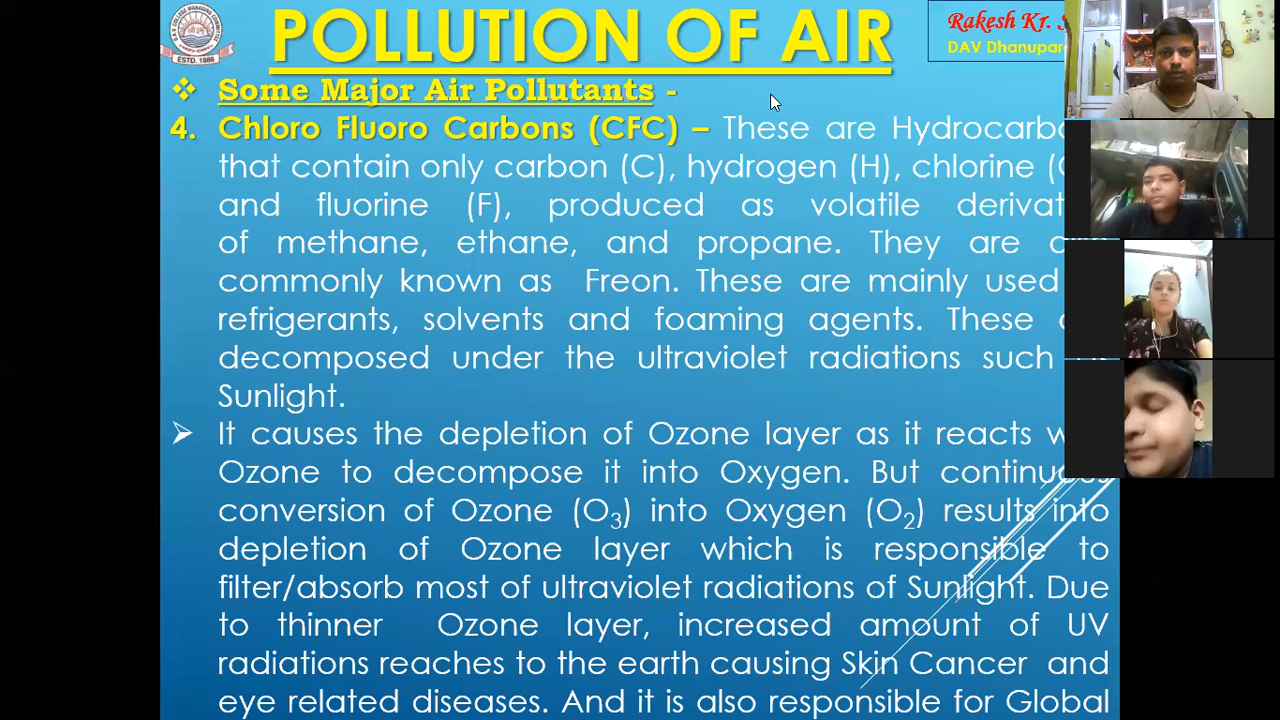 POLLUTION OF AIR
Rakesh Kr.
DAV
Some Major Air Pollutants -
4. Chloro Fluoro Carbons (CFC) – These are
that contain only carbon (C), hydrogen (H), chlorine
and fluorine (F), produced as volatile
of methane, ethane, and propane. They are
commonly known as Freon. These are mainly used
refrigerants, solvents and foaming agents. These
decomposed under the ultraviolet radiations such
Sunlight.
➢ It causes the depletion of Ozone layer as it reacts
Ozone to decompose it into Oxygen. But continuous
conversion of Ozone (O3) into Oxygen (O2) results into
depletion of Ozone layer which is responsible to
filter/absorb most of ultraviolet radiations of Sunlight. Due
to thinner Ozone layer, increased amount of UV
radiations reaches to the earth causing Skin Cancer and
eye related diseases. And it is also responsible for Global
ESTD. 1886